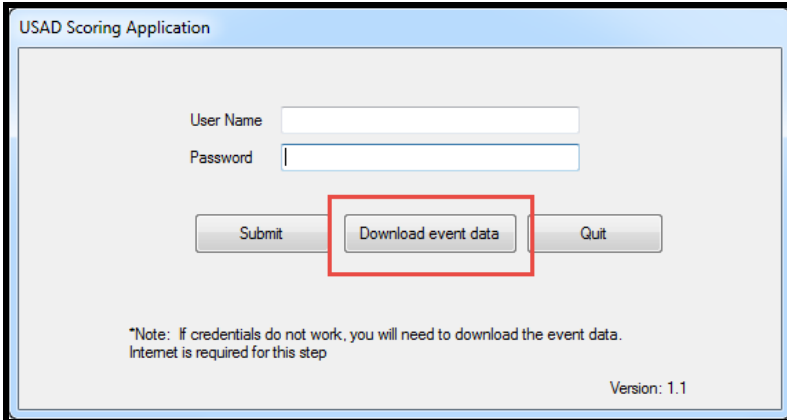 USAD Scoring Application
User Name
Password
Submit Download event data Quit
*Note: If credentials do not work, you will need to download the event data.
Internet is required for this step
Version: 1.1